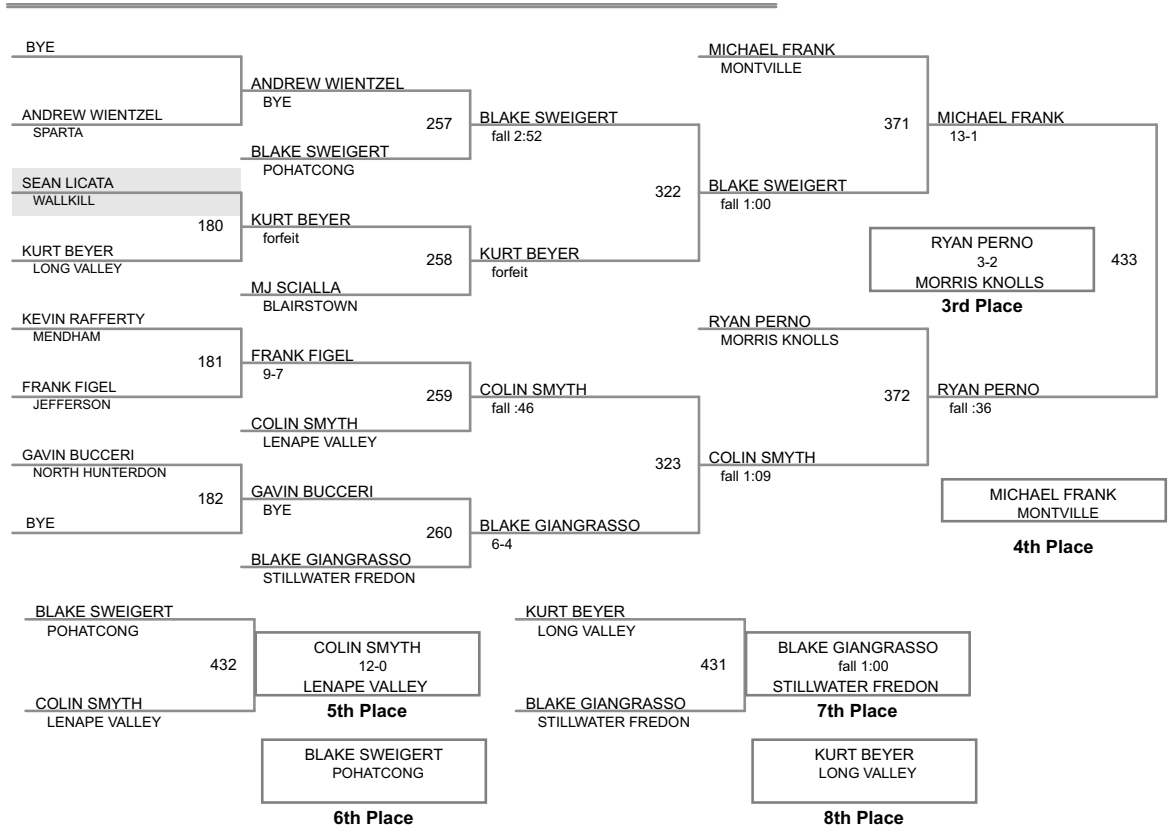 BYE
ANDREW WIENTZEL
SPARTA
SEAN LICATA
WALLKILL
180
KURT BEYER
LONG VALLEY
KEVIN RAFFERTY
MENDHAM
181
FRANK FIGEL
JEFFERSON
GAVIN BUCCERI
NORTH HUNTERDON
182
BYE
ANDREW WIENTZEL
BYE
257
BLAKE SWEIGERT
POHATCONG
KURT BEYER
forfeit
258
MJ SCIALLA
BLAIRSTOWN
FRANK FIGEL
9-7
259
COLIN SMYTH
LENAPE VALLEY
GAVIN BUCCERI
BYE
260
BLAKE GIANGRASSO
STILLWATER FREDON
BLAKE SWEIGERT
fall 2:52
322
KURT BEYER
forfeit
COLIN SMYTH
fall :46
323
BLAKE GIANGRASSO
6-4
MICHAEL FRANK
MONTVILLE
371
BLAKE SWEIGERT
fall 1:00
RYAN PERNO
MORRIS KNOLLS
372
COLIN SMYTH
fall 1:09
MICHAEL FRANK
13-1
RYAN PERNO
3-2
MORRIS KNOLLS
433
3rd Place
RYAN PERNO
fall :36
MICHAEL FRANK
MONTVILLE
4th Place
BLAKE SWEIGERT
POHATCONG
432
COLIN SMYTH
LENAPE VALLEY
COLIN SMYTH
12-0
LENAPE VALLEY
5th Place
BLAKE SWEIGERT
POHATCONG
6th Place
KURT BEYER
LONG VALLEY
431
BLAKE GIANGRASSO
STILLWATER FREDON
BLAKE GIANGRASSO
fall 1:00
STILLWATER FREDON
7th Place
KURT BEYER
LONG VALLEY
8th Place